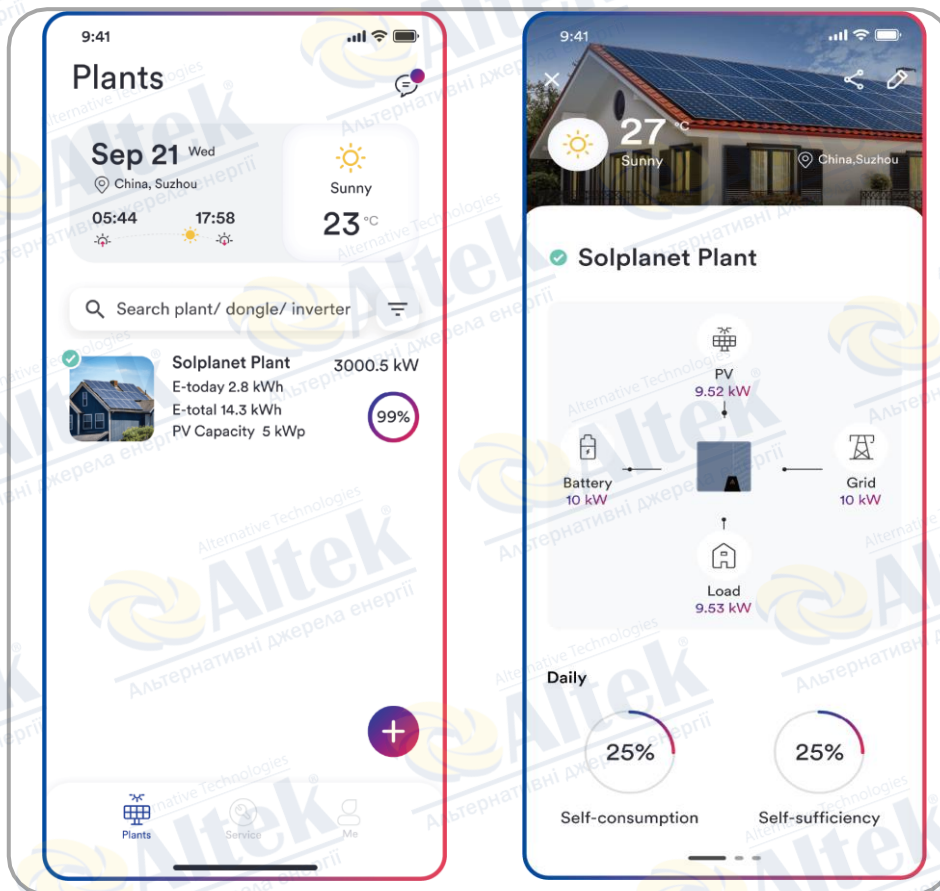 9:41
Plants
Sep 21 Wed
China, Suzhou
05:44 17:58
Sunny
23 °C
Search plant/ dongle/ inverter
Solplanet Plant 3000.5 kW
E-today 2.8 kWh
E-total 14.3 kWh
PV Capacity 5 kWp
99%
Plants Service Me
9:41
27 °C
Sunny
China,Suzhou
Solplanet Plant
PV
9.52 kW
Battery
10 kW
Grid
10 kW
Load
9.53 kW
Daily
25% 25%
Self-consumption Self-sufficiency
Alternative Technologies
Altek®
Альтернативні джерела енергії